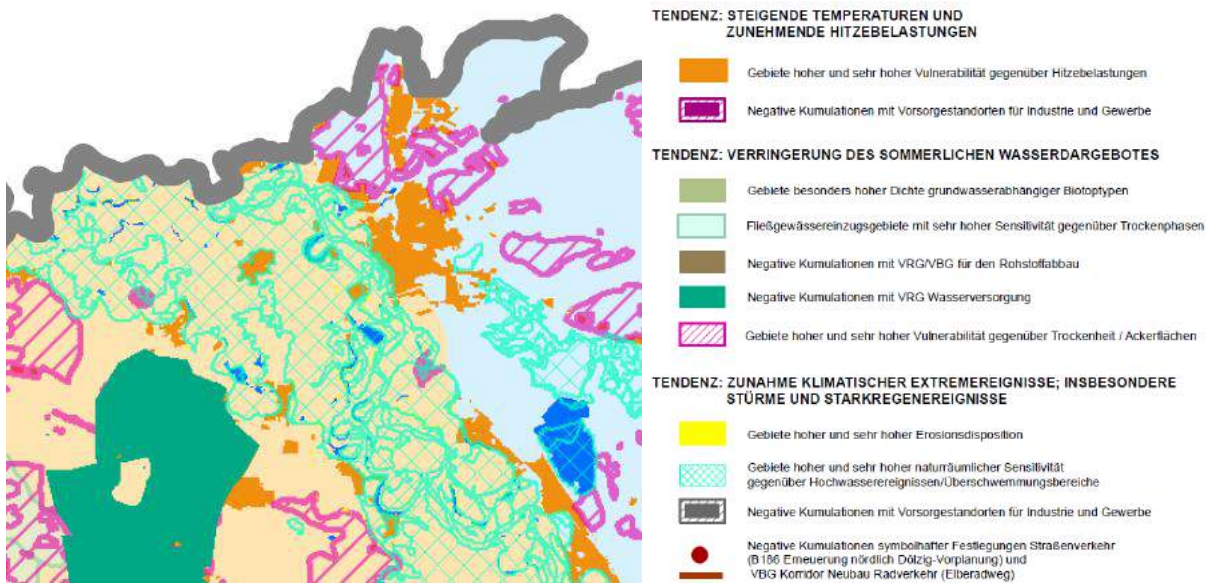 TENDENZ: STEIGENDE TEMPERATUREN UND
ZUNEHMENDE HITZEBELASTUNGEN
Gebiete hoher und sehr hoher Vulnerabilität gegenüber Hitzebelastungen
Negative Kumulationen mit Vorsorgestandorten für Industrie und Gewerbe
TENDENZ: VERRINGERUNG DES SOMMERLICHEN WASSERDARGEBOTES
Gebiete besonders hoher Dichte grundwasserabhängiger Biotoptypen
Fließgewässereinzugsgebiete mit sehr hoher Sensitivität gegenüber Trockenphasen
Negative Kumulationen mit VRG/VBG für den Rohstoffabbau
Negative Kumulationen mit VRG Wasserversorgung
Gebiete hoher und sehr hoher Vulnerabilität gegenüber Trockenheit / Ackerflächen
TENDENZ: ZUNAHME KLIMATISCHER EXTREMEREIGNISSE; INSBESONDERE
STÜRME UND STARKREGENEREIGNISSE
Gebiete hoher und sehr hoher Erosionsdisposition
Gebiete hoher und sehr hoher naturräumlicher Sensitivität
gegenüber Hochwasserereignissen/Überschwemmungsbereiche
Negative Kumulationen mit Vorsorgestandorten für Industrie und Gewerbe
Negative Kumulationen symbolhafter Festlegungen Straßenverkehr
(B 186 Erneuerung nördlich Dölzig-Vorplanung) und
VBG Korridor Neubau Radverkehr (Elberadweg)